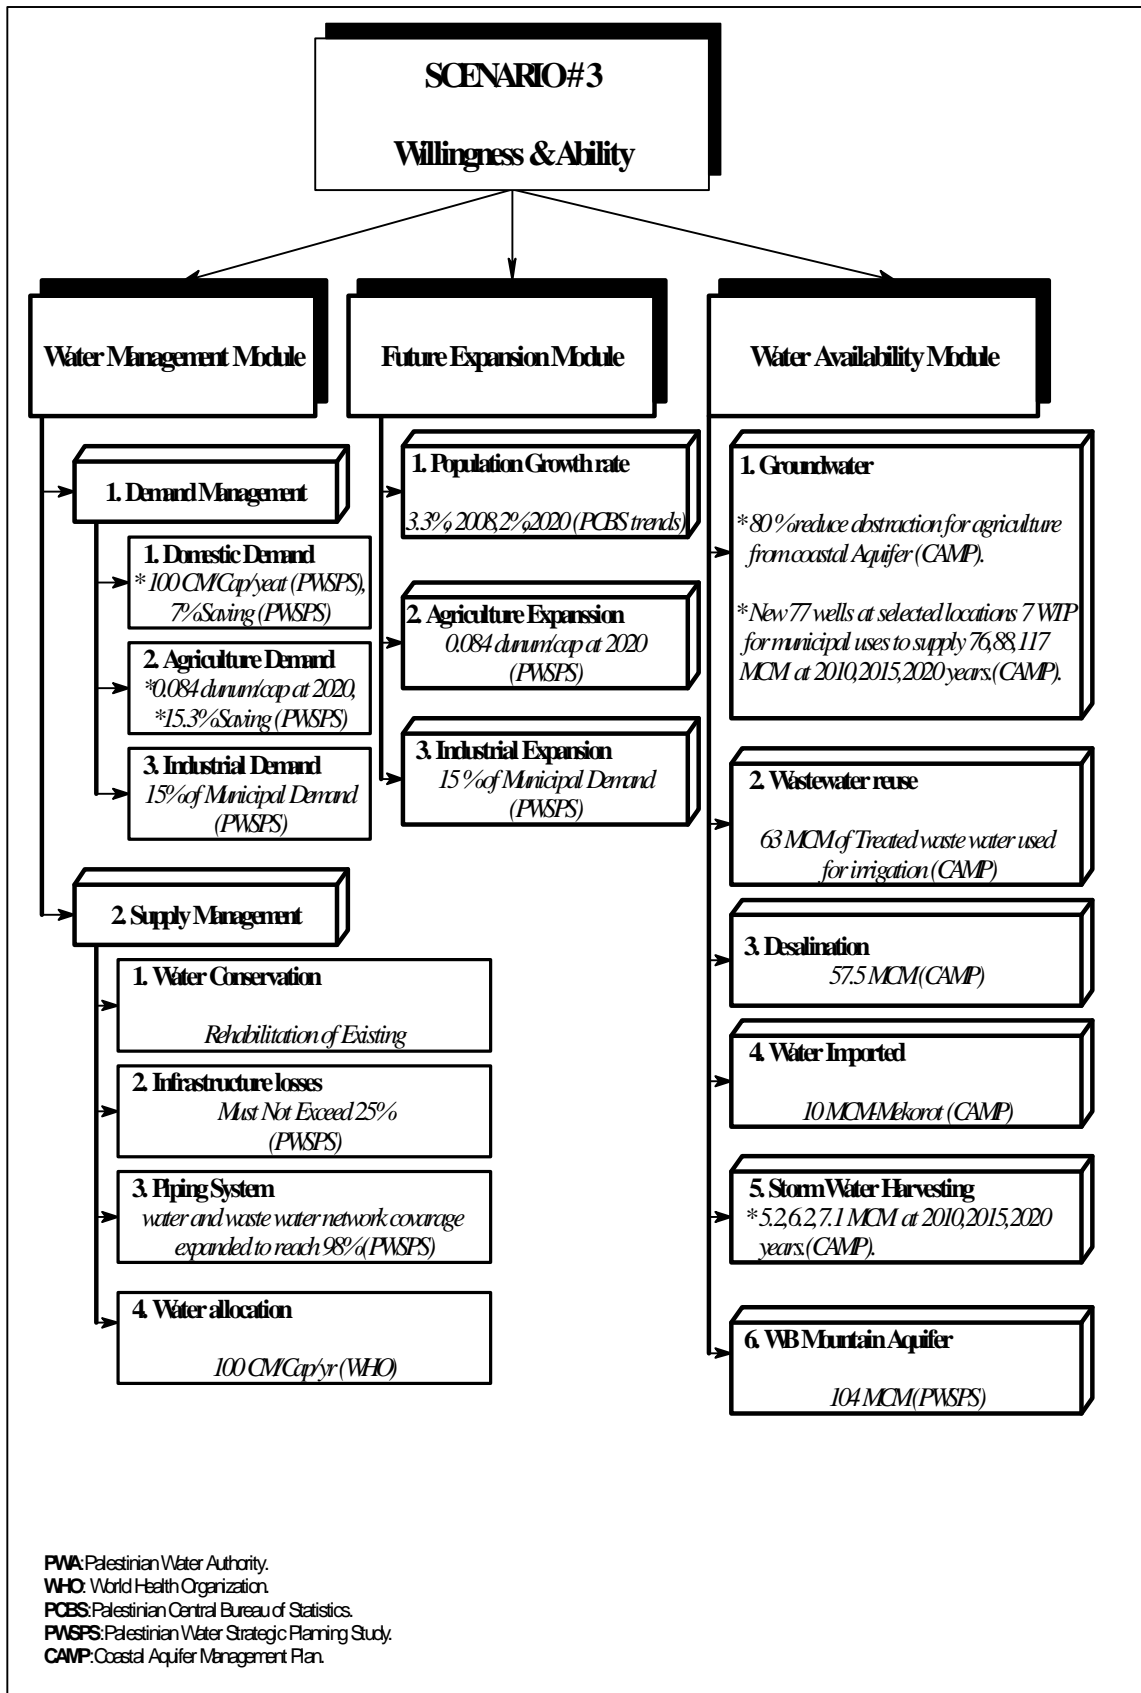 SCENARIO # 3
Willingness & Ability
Water Management Module
Future Expansion Module
Water Availability Module
1. Demand Management
1. Domestic Demand
* 100 CM/Cap/yeat (PWSPS),
7% Saving (PWSPS)
2. Agriculture Demand
*0.084 dunum/cap at 2020,
*15.3% Saving (PWSPS)
3. Industrial Demand
15% of Municipal Demand
(PWSPS)
2. Supply Management
1. Water Conservation
Rehabilitation of Existing
2. Infrastructure losses
Must Not Exceed 25%
(PWSPS)
3. Piping System
water and waste water network covarage
expanded to reach 98% (PWSPS)
4. Water allocation
100 CM/Cap/yr (WHO)
1. Population Growth rate
3.3%, 2008, 2%,2020 (PCBS trends)
2. Agriculture Expanssion
0.084 dunum/cap at 2020
(PWSPS)
3. Industrial Expansion
15 % of Municipal Demand
(PWSPS)
1. Groundwater
* 80 % reduce abstraction for agriculture
from coastal Aquifer (CAMP).
* New 77 wells at selected locations 7 WTP
for municipal uses to supply 76,88,117
MCM at 2010,2015,2020 years.(CAMP).
2. Wastewater reuse
63 MCM of Treated waste water used
for irrigation (CAMP)
3. Desalination
57.5 MCM (CAMP)
4. Water Imported
10 MCM-Mekorot (CAMP)
5. Storm Water Harvesting
* 5.2,6.2,7.1 MCM at 2010,2015,2020
years.(CAMP).
6. WB Mountain Aquifer
104 MCM (PWSPS)
PWA:Palestinian Water Authority.
WHO: World Health Organization.
PCBS:Palestinian Central Bureau of Statistics.
PWSPS:Palestinian Water Strategic Planning Study.
CAMP:Coastal Aquifer Management Plan.